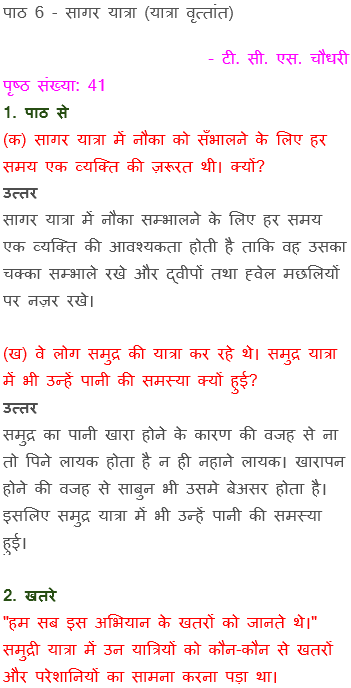 पाठ 6 - सागर यात्रा (यात्रा वृत्तांत)
- टी. सी. एस. चौधरी
पृष्ठ संख्या: 41
1. पाठ से
(क) सागर यात्रा में नौका को सँभालने के लिए हर
समय एक व्यक्ति की ज़रूरत थी। क्यों?
उत्तर
सागर यात्रा में नौका सम्भालने के लिए हर समय
एक व्यक्ति की आवश्यकता होती है ताकि वह उसका
चक्का सम्भाले रखे और द्वीपों तथा ह्वेल मछलियों
पर नज़र रखे।
(ख) वे लोग समुद्र की यात्रा कर रहे थे। समुद्र यात्रा
में भी उन्हें पानी की समस्या क्यों हुई?
उत्तर
समुद्र का पानी खारा होने के कारण की वजह से ना
तो पिने लायक होता है न ही नहाने लायक। खारापन
होने की वजह से साबुन भी उसमे बेअसर होता है।
इसलिए समुद्र यात्रा में भी उन्हें पानी की समस्या
हुई।
2. खतरे
"हम सब इस अभियान के खतरों को जानते थे।"
समुद्री यात्रा में उन यात्रियों को कौन-कौन से खतरों
और परेशानियों का सामना करना पड़ा था।